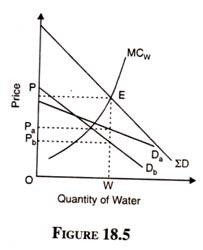 MCW
P
E
Price
Pa
Pb
Da
Db
ΣD
O
W
Quantity of Water
FIGURE 18.5